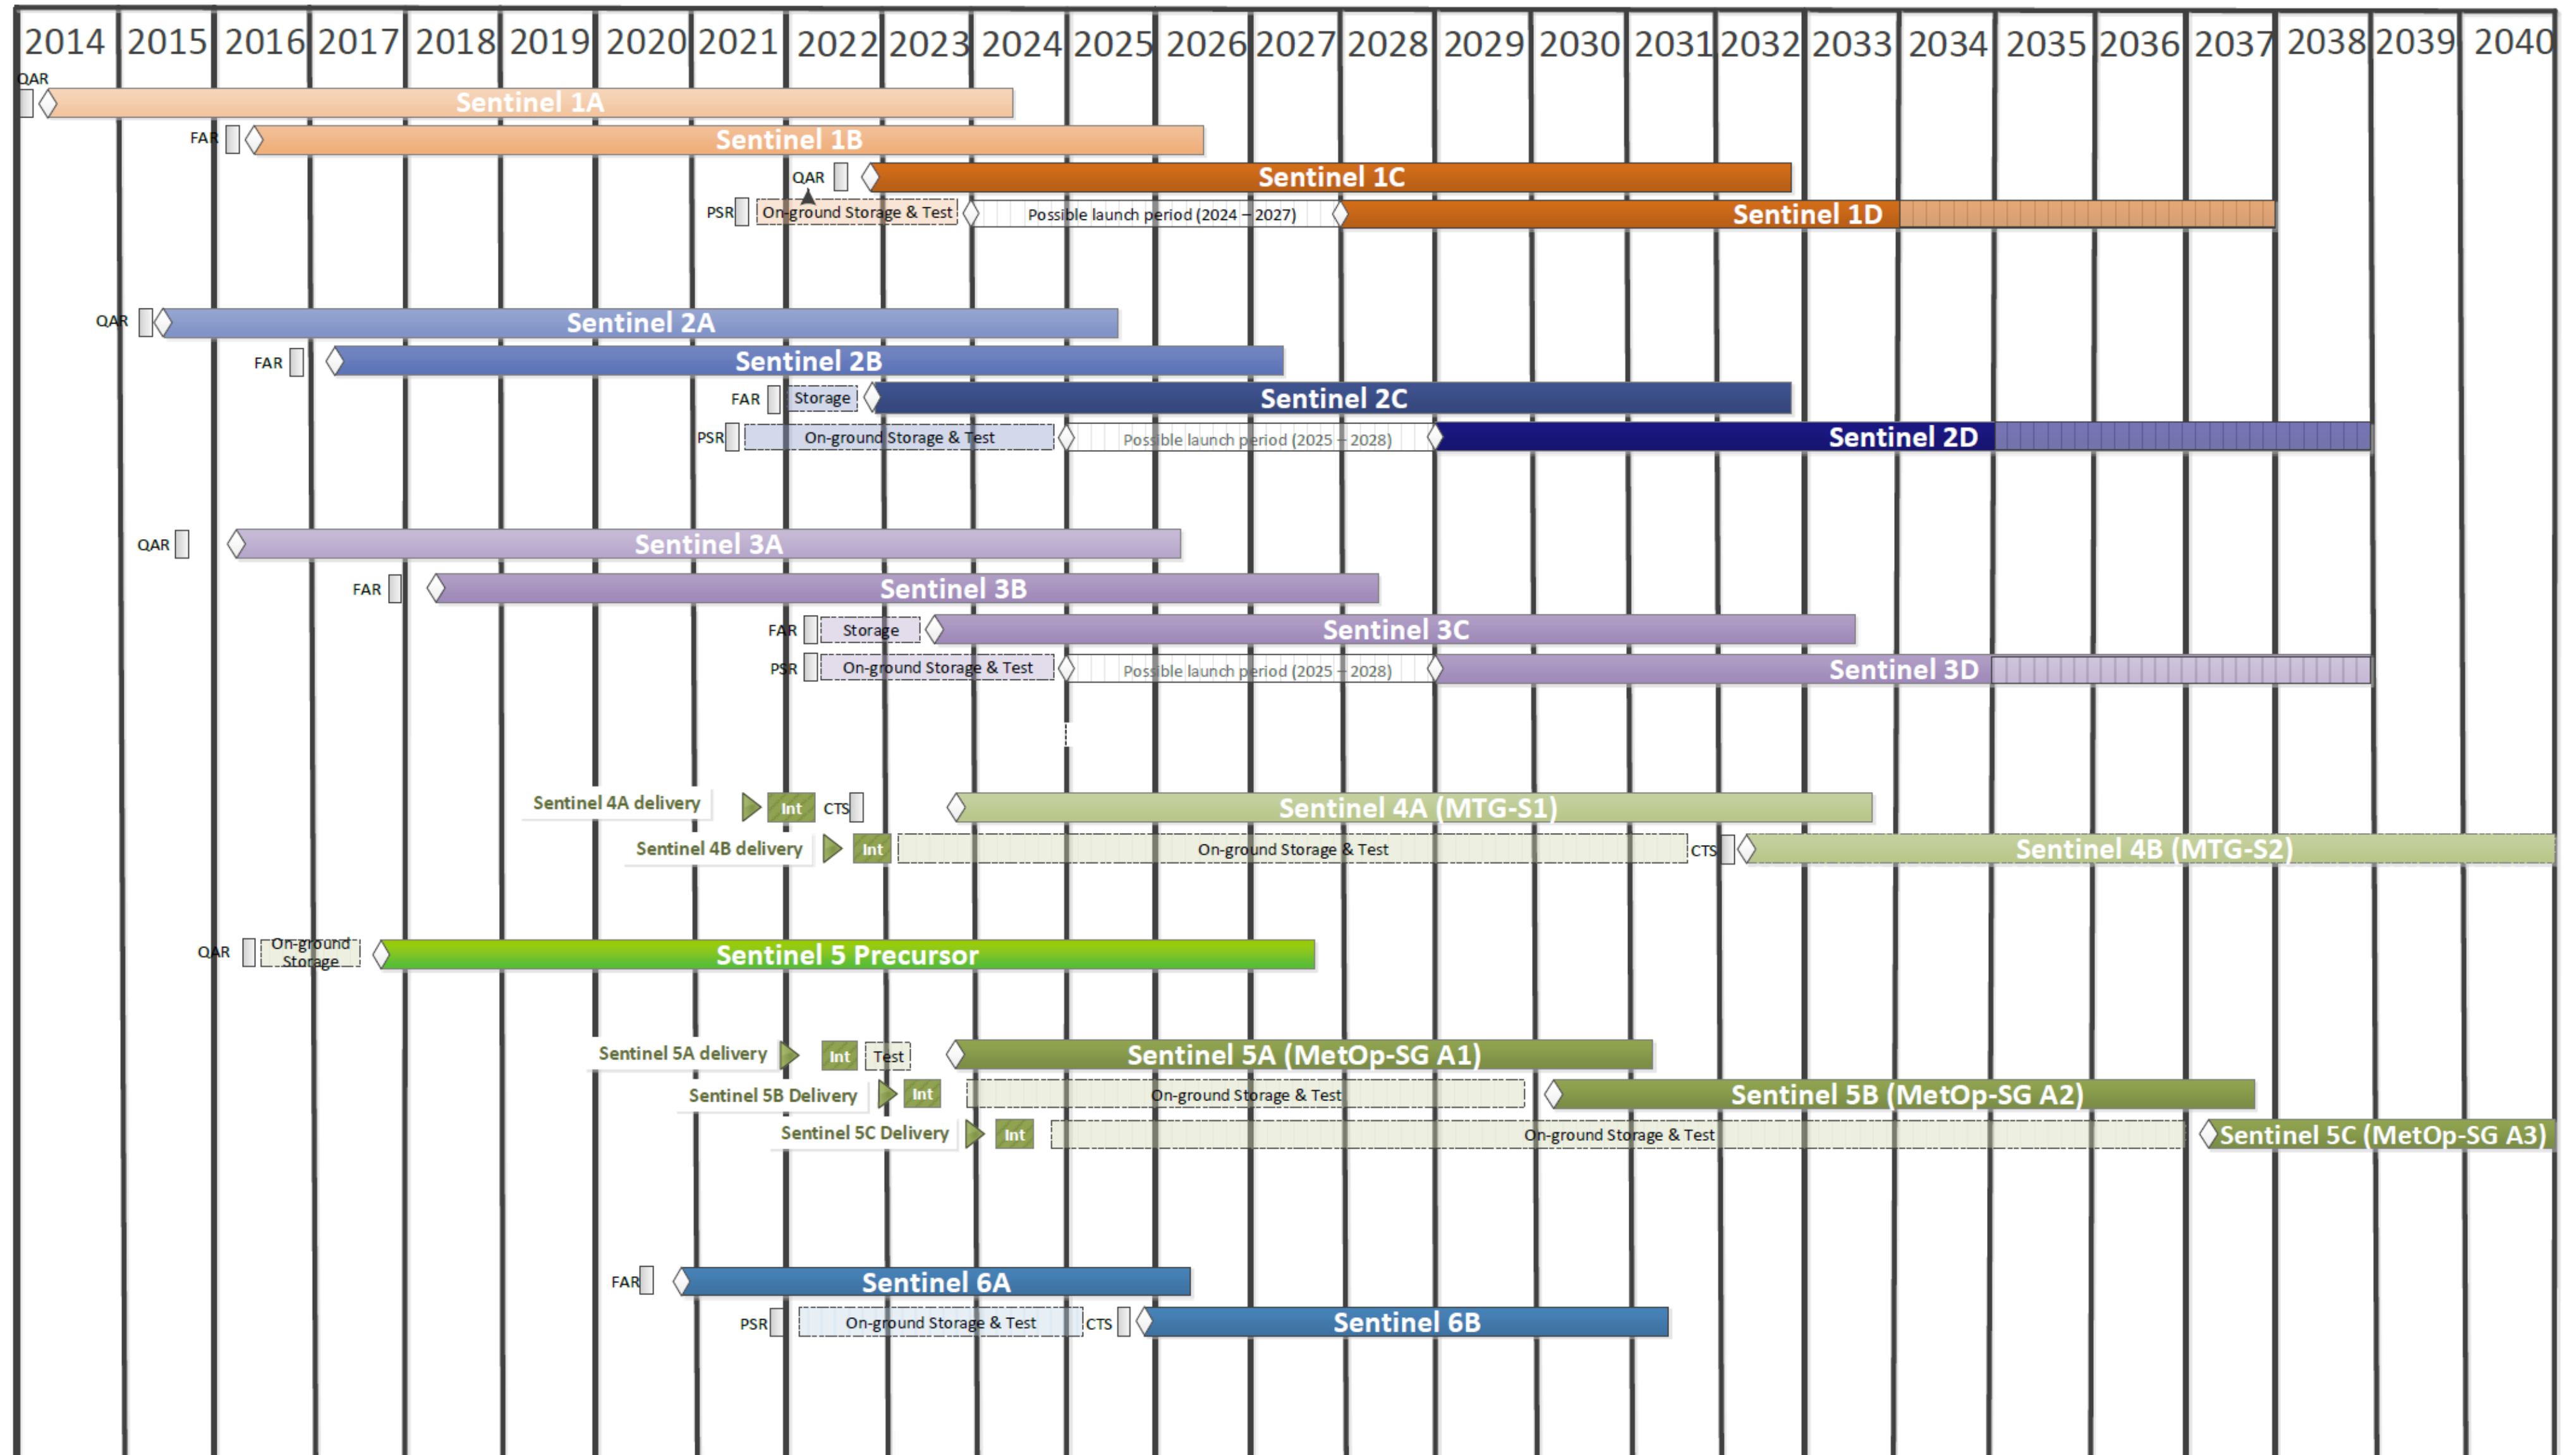 2014 2015 2016 2017 2018 2019 2020 2021 2022 2023 2024 2025 2026 2027 2028 2029 2030 2031 2032 2033 2034 2035 2036 2037 2038 2039 2040
QAR
Sentinel 1A
FAR Sentinel 1B
QAR Sentinel 1C
PSR On-ground Storage & Test Possible launch period (2024 – 2027) Sentinel 1D
QAR Sentinel 2A
FAR Sentinel 2B
FAR Storage Sentinel 2C
PSR On-ground Storage & Test Possible launch period (2025 – 2028) Sentinel 2D
QAR Sentinel 3A
FAR Sentinel 3B
FAR Storage Sentinel 3C
PSR On-ground Storage & Test Possible launch period (2025 – 2028) Sentinel 3D
Sentinel 4A delivery Int CTS Sentinel 4A (MTG-S1)
Sentinel 4B delivery Int On-ground Storage & Test CTS Sentinel 4B (MTG-S2)
QAR On-ground
Storage
Sentinel 5 Precursor
Sentinel 5A delivery Int Test Sentinel 5A (MetOp-SG A1)
Sentinel 5B Delivery Int On-ground Storage & Test Sentinel 5B (MetOp-SG A2)
Sentinel 5C Delivery Int On-ground Storage & Test Sentinel 5C (MetOp-SG A3)
FAR Sentinel 6A
PSR On-ground Storage & Test CTS Sentinel 6B